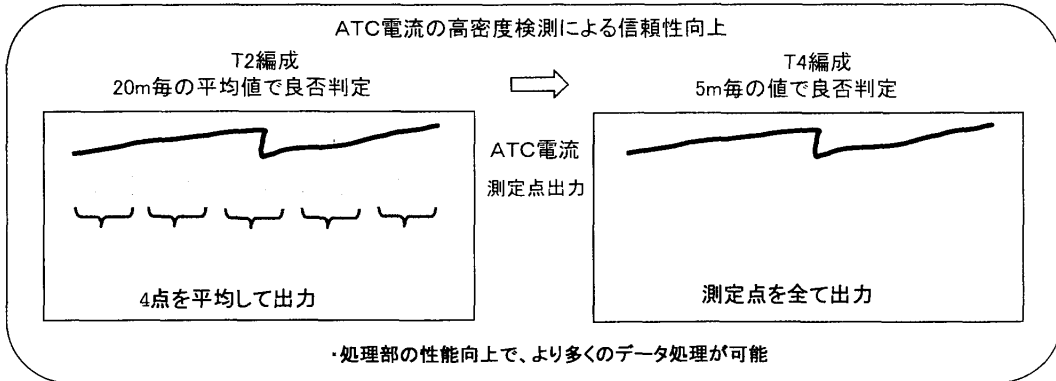 ATC電流の高密度検測による信頼性向上
T2編成
20m毎の平均値で良否判定
T4編成
5m毎の値で良否判定
ATC電流
測定点出力
4点を平均して出力
測定点を全て出力
・処理部の性能向上で、より多くのデータ処理が可能